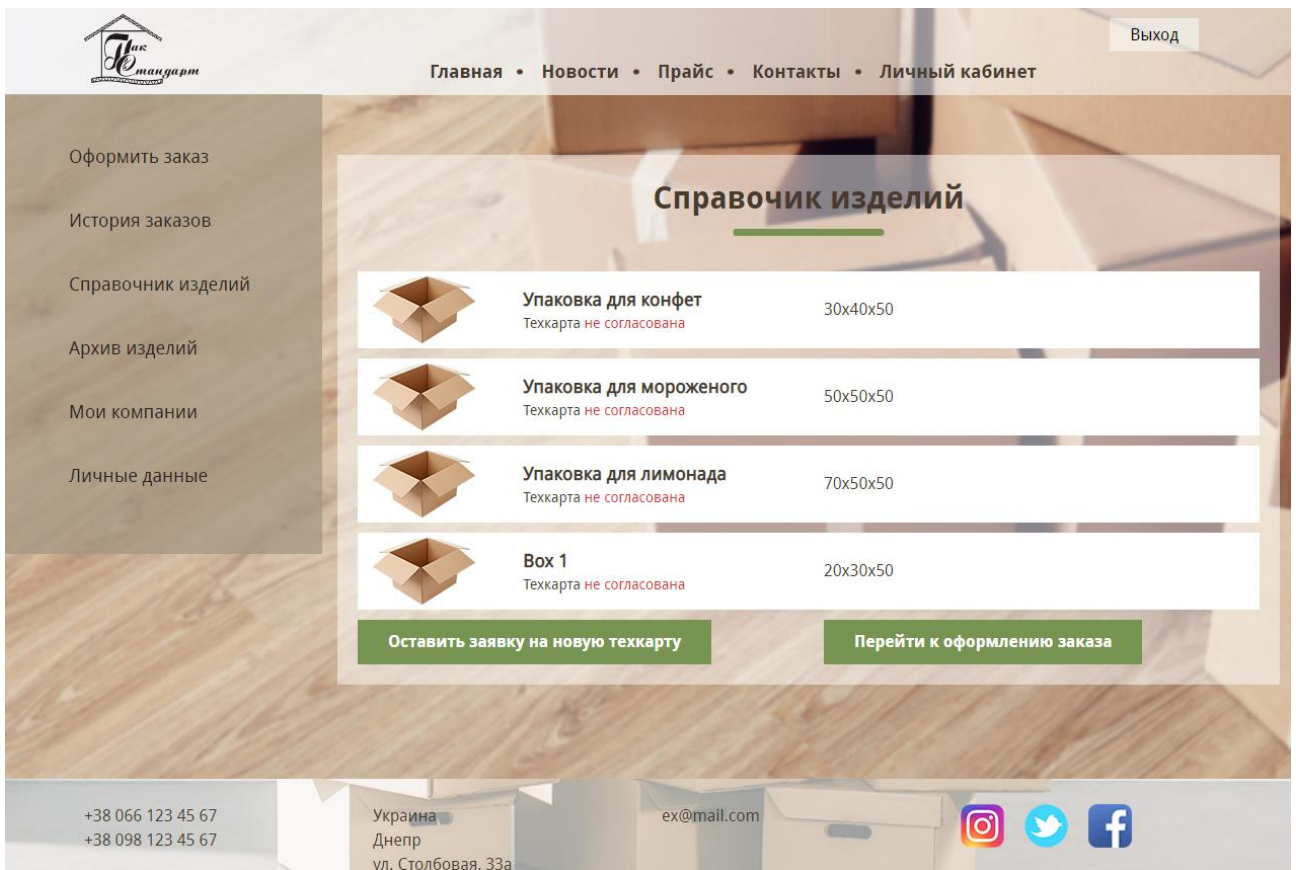 Пак
Стандарт
Выход
Главная • Новости • Прайс • Контакты • Личный кабинет
Оформить заказ
История заказов
Справочник изделий
Архив изделий
Мои компании
Личные данные
Справочик изделий
Упаковка для конфет
Техкарта не согласована
30x40x50
Упаковка для мороженого
Техкарта не согласована
50x50x50
Упаковка для лимонада
Техкарта не согласована
70x50x50
Box 1
Техкарта не согласована
20x30x50
Оставить заявку на новую техкарту
Перейти к оформлению заказа
+38 066 123 45 67
+38 098 123 45 67
Украина
Днепр
ул. Столбовая, 33а
ex@mail.com